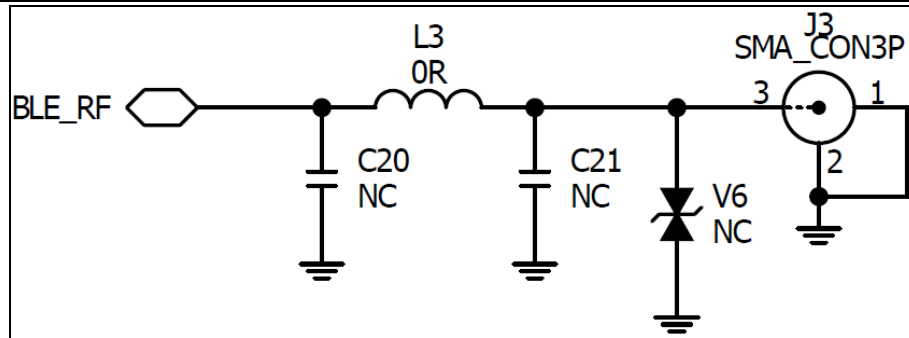 J3
L3
SMA_CON3P
0R
BLE_RF
3
1
C20
C21
2
NC
NC
V6
NC